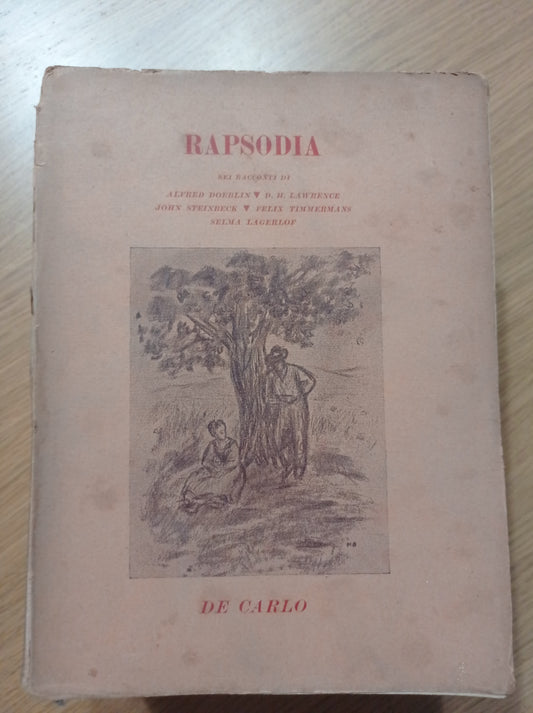 RAPSODIA
SEI RACCONTI DI
ALFRED DOEBLIN ▼ D. H. LAWRENCE
JOHN STEINBECK ▼ FELIX TIMMERMANS
SELMA LAGERLOF
DE CARLO